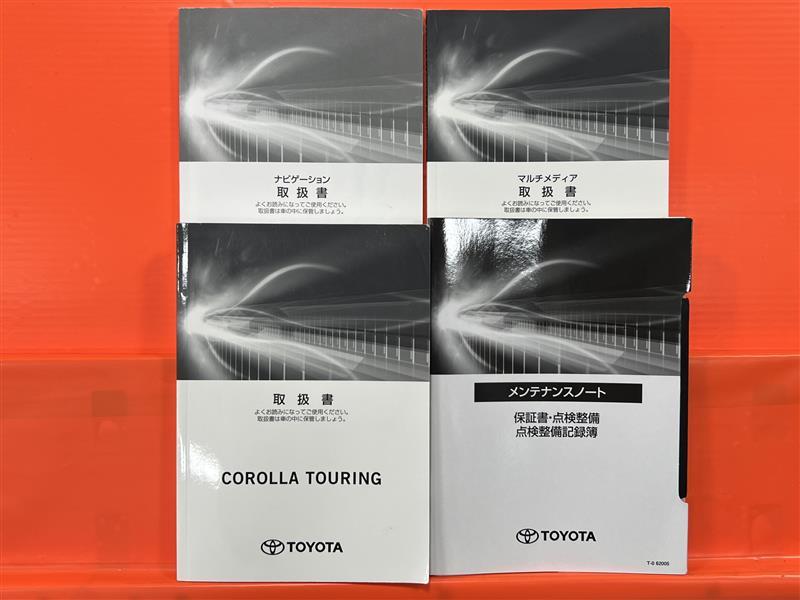 ナビゲーション
取扱書
よくお読みになってご使用ください。
取扱書は車の中に保管しましょう。
マルチメディア
取扱書
よくお読みになってご使用ください。
取扱書は車の中に保管しましょう。
取扱書
よくお読みになってご使用ください。
取扱書は車の中に保管しましょう。
COROLLA TOURING
TOYOTA
メンテナンスノート
保証書・点検整備
点検整備記録簿
TOYOTA
T-0 62005